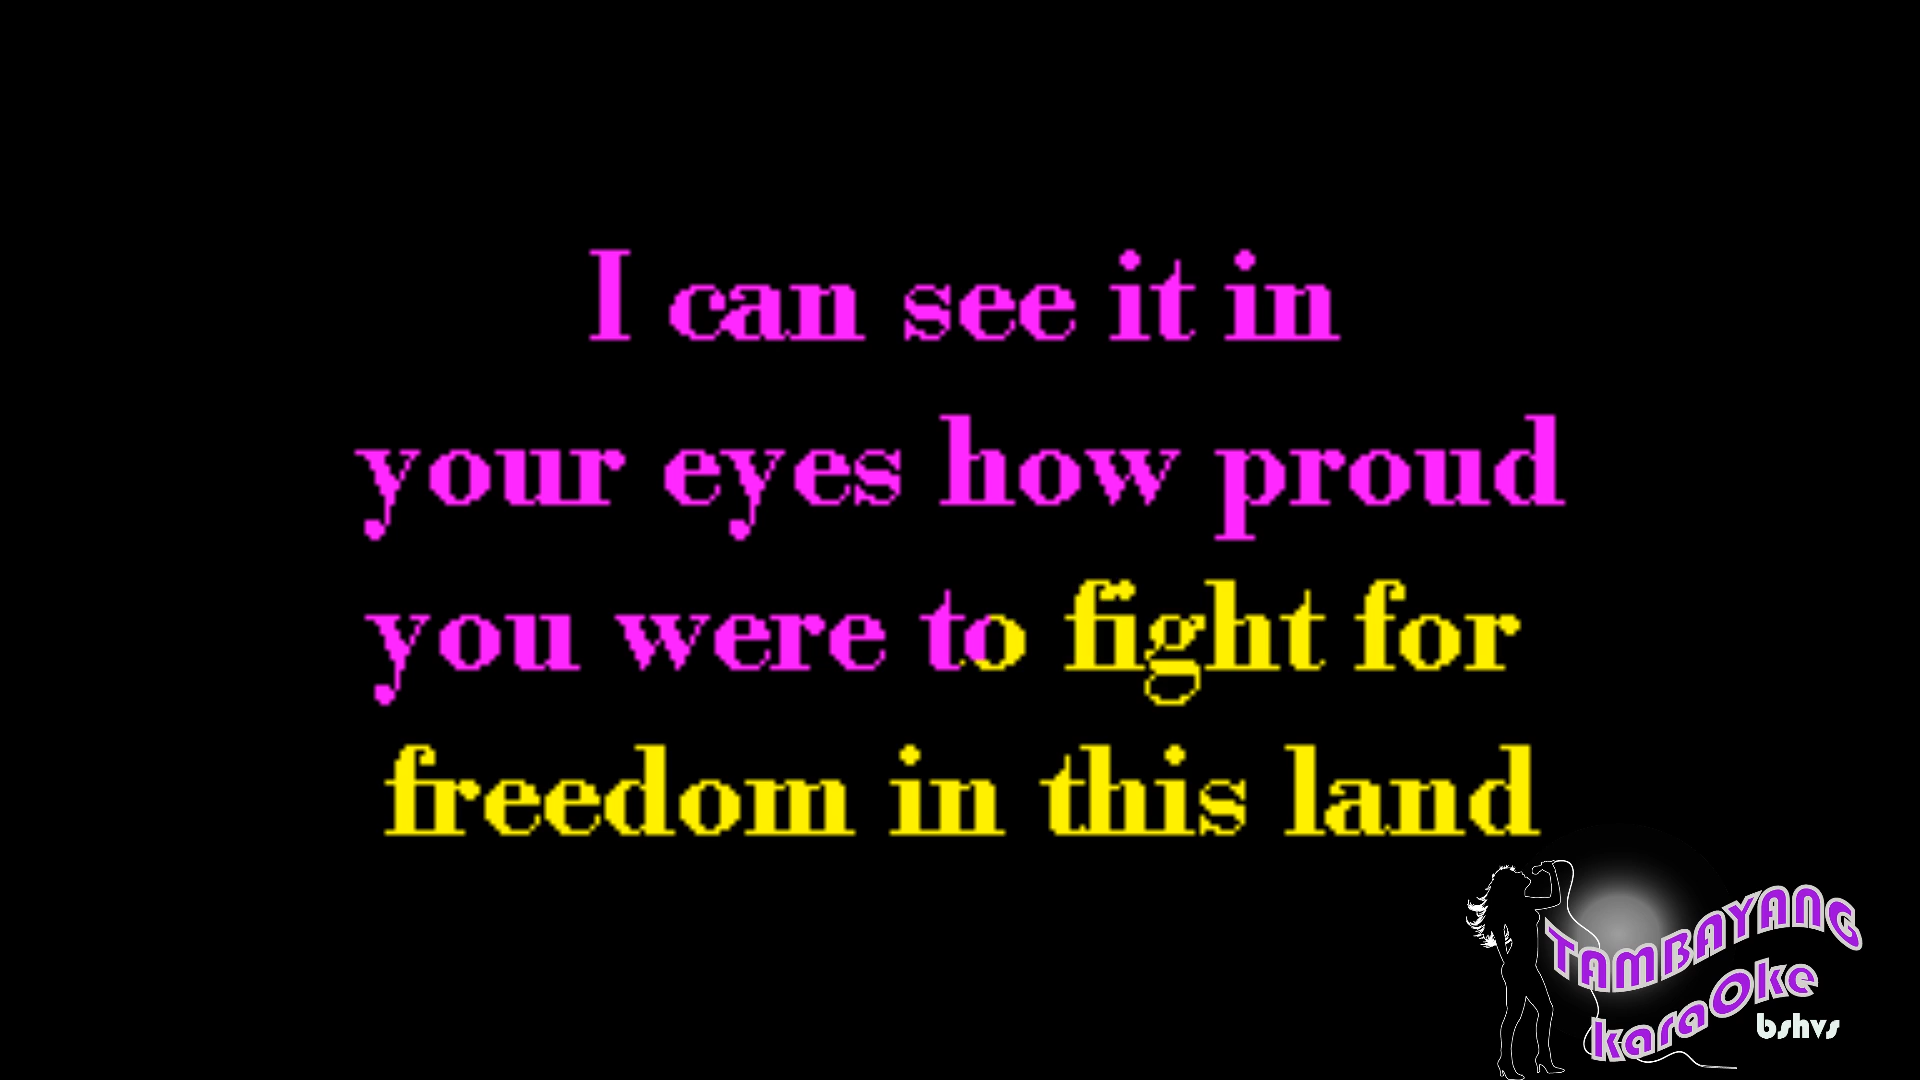 I can see it in
your eyes how proud
you were to fight for
freedom in this land
TAMBAYANG
karaOke
bshvs